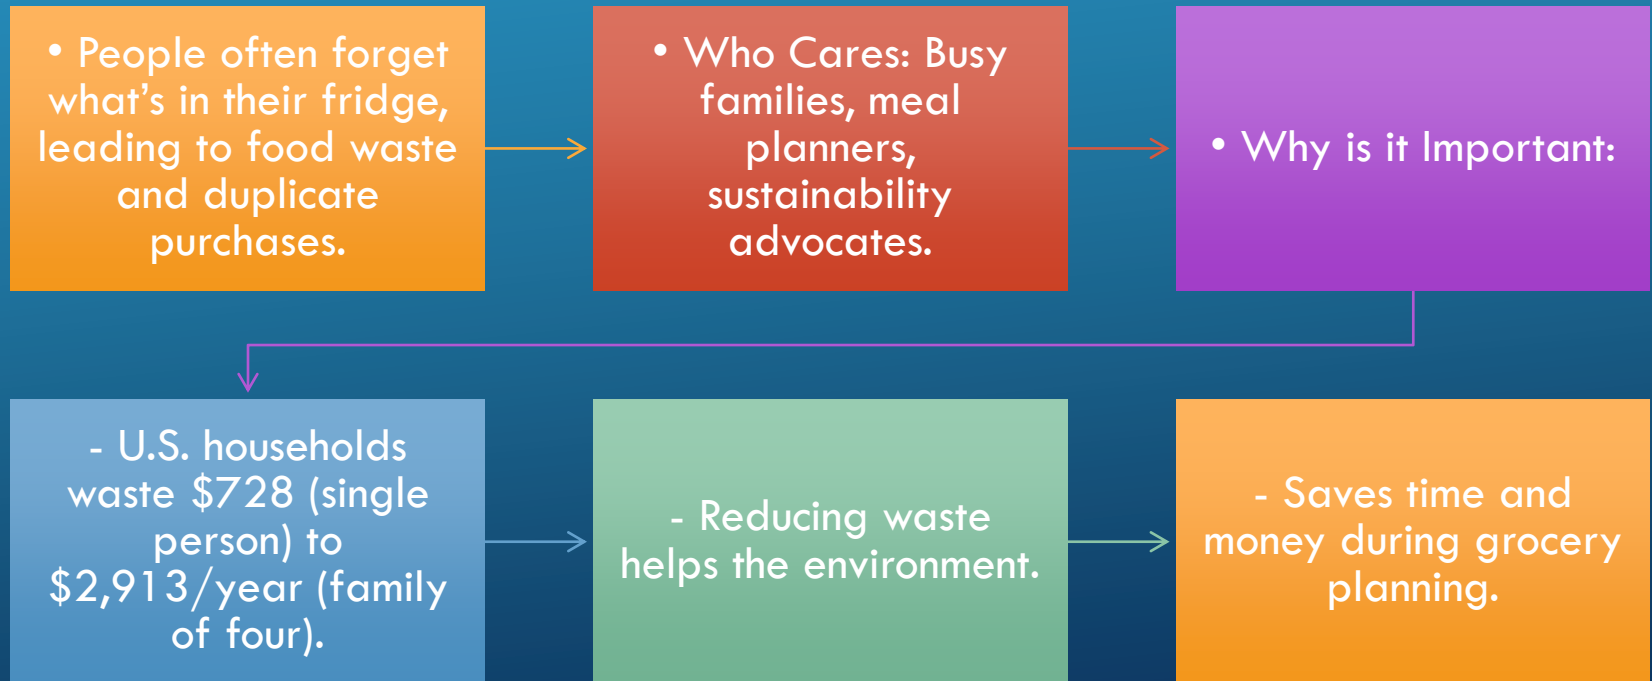 • People often forget
what’s in their fridge,
leading to food waste
and duplicate
purchases.
• Who Cares: Busy
families, meal
planners,
sustainability
advocates.
• Why is it Important:
- U.S. households
waste $728 (single
person) to
$2,913/year (family
of four).
- Reducing waste
helps the environment.
- Saves time and
money during grocery
planning.